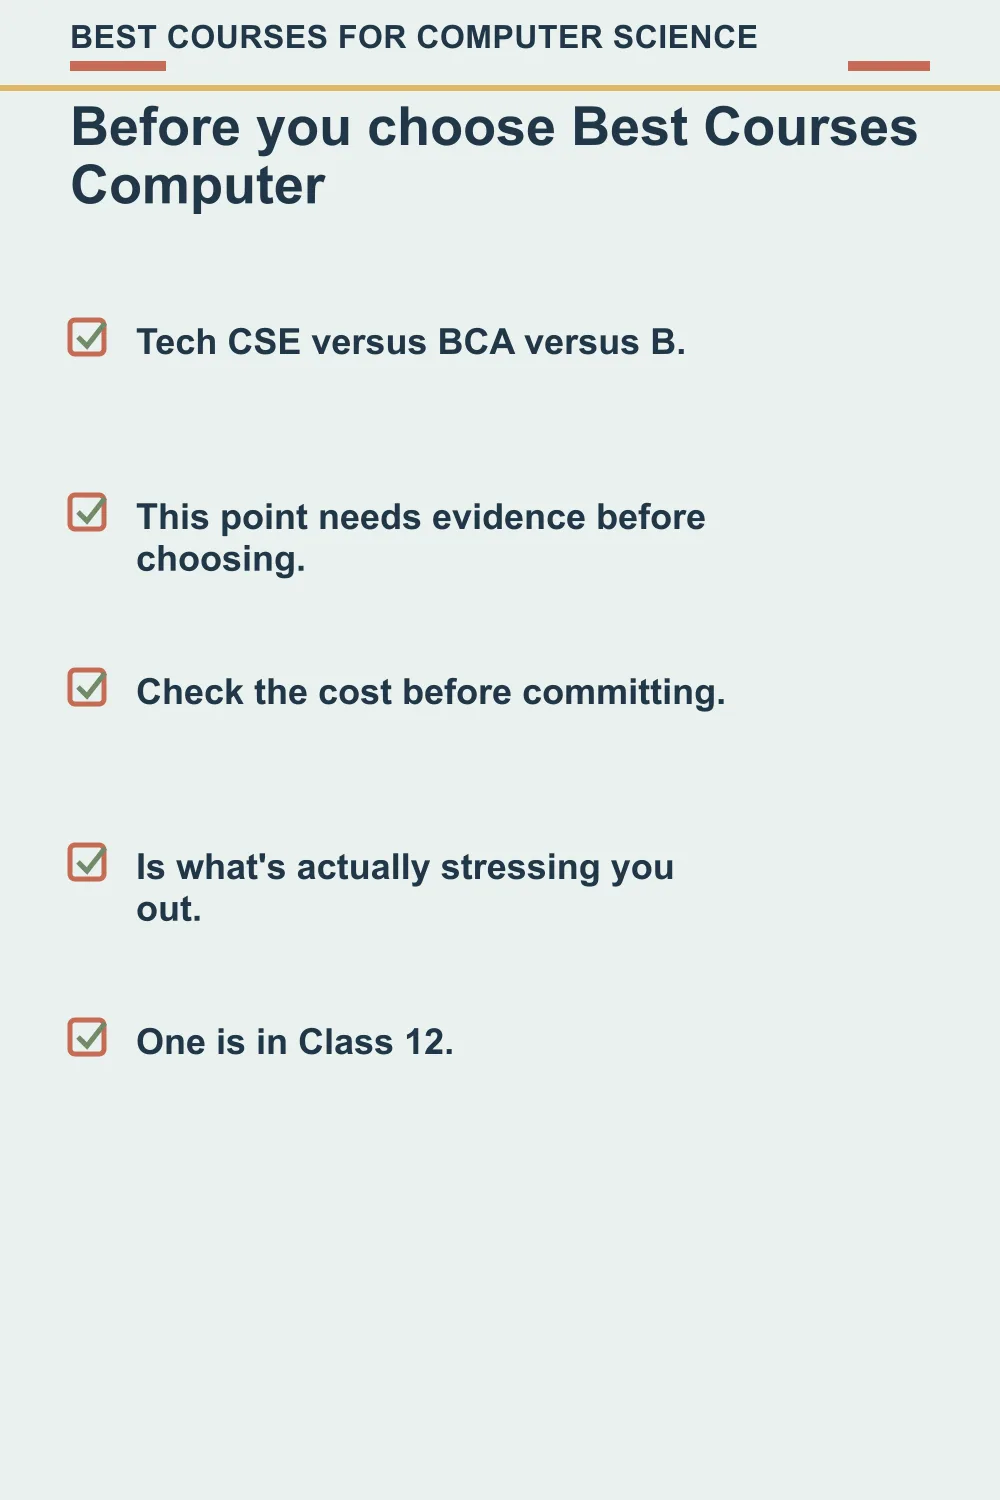 BEST COURSES FOR COMPUTER SCIENCE
Before you choose Best Courses
Computer
Tech CSE versus BCA versus B.
This point needs evidence before
choosing.
Check the cost before committing.
Is what's actually stressing you
out.
One is in Class 12.